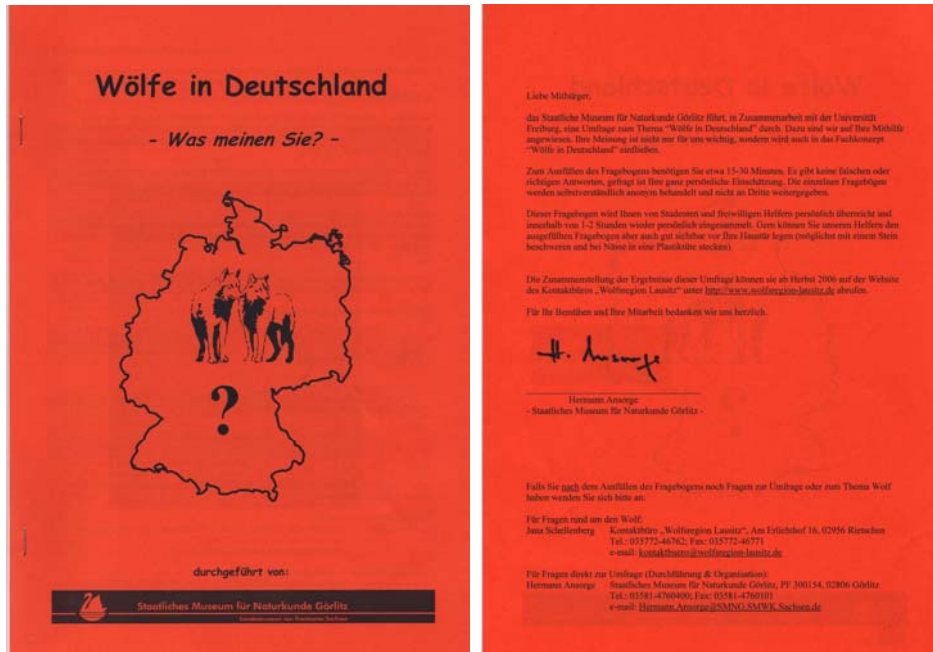 Wölfe in Deutschland
- Was meinen Sie? -
?
durchgeführt von:
Staatliches Museum für Naturkunde Görlitz
Landesmuseum des Freistaates Sachsen
Liebe Mitbürger,
das Staatliche Museum für Naturkunde Görlitz führt, in Zusammenarbeit mit der Universität
Freiburg, eine Umfrage zum Thema "Wölfe in Deutschland" durch. Dazu sind wir auf Ihre Mithilfe
angewiesen. Ihre Meinung ist nicht nur für uns wichtig, sondern wird auch in das Fachkonzept
"Wölfe in Deutschland" einfließen.
Zum Ausfüllen des Fragebogens benötigen Sie etwa 15-30 Minuten. Es gibt keine falschen oder
richtigen Antworten, gefragt ist Ihre ganz persönliche Einschätzung. Die einzelnen Fragebögen
werden selbstverständlich anonym behandelt und nicht an Dritte weitergegeben.
Dieser Fragebogen wird Ihnen von Studenten und freiwilligen Helfern persönlich überreicht und
innerhalb von 1-2 Stunden wieder persönlich eingesammelt. Gern können Sie unseren Helfern den
ausgefüllten Fragebogen aber auch gut sichtbar vor Ihre Haustür legen (möglichst mit einem Stein
beschweren und bei Nässe in eine Plastiktüte stecken).
Die Zusammenstellung der Ergebnisse dieser Umfrage können sie ab Herbst 2006 auf der Website
des Kontaktbüros „Wolfsregion Lausitz" unter http://www.wolfsregion-lausitz.de abrufen.
Für Ihr Bemühen und Ihre Mitarbeit bedanken wir uns herzlich.
H. Ansorge
Hermann Ansorge
- Staatliches Museum für Naturkunde Görlitz -
Falls Sie nach dem Ausfüllen des Fragebogens noch Fragen zur Umfrage oder zum Thema Wolf
haben wenden Sie sich bitte an:
Für Fragen rund um den Wolf:
Jana Schellenberg Kontaktbüro „Wolfsregion Lausitz", Am Erlichthof 16, 02956 Rietschen
Tel.: 035772-46762; Fax: 035772-46771
e-mail: kontaktbuero@wolfsregion-lausitz.de
Für Fragen direkt zur Umfrage (Durchführung & Organisation):
Hermann Ansorge Staatliches Museum für Naturkunde Görlitz, PF 300154, 02806 Görlitz
Tel.: 03581-4760400; Fax: 03581-4760101
e-mail: Hermann.Ansorge@SMNG.SMWK.Sachsen.de